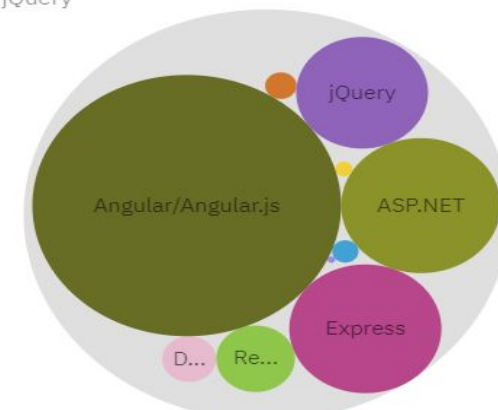 jQuery
jQuery
Angular/Angular.js
ASP.NET
Express
D...
Re...